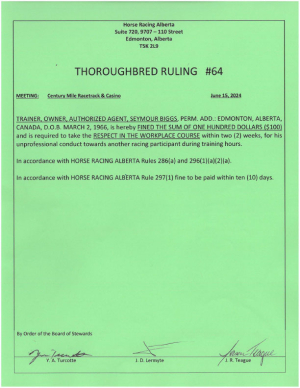 Horse Racing Alberta
Suite 720, 9707 – 110 Street
Edmonton, Alberta
T5K 2L9
THOROUGHBRED RULING #64
MEETING: Century Mile Racetrack & Casino June 15, 2024
TRAINER, OWNER, AUTHORIZED AGENT, SEYMOUR BIGGS, PERM. ADD.: EDMONTON, ALBERTA,
CANADA, D.O.B. MARCH 2, 1966, is hereby FINED THE SUM OF ONE HUNDRED DOLLARS ($100)
and is required to take the RESPECT IN THE WORKPLACE COURSE within two (2) weeks, for his
unprofessional conduct towards another racing participant during training hours.
In accordance with HORSE RACING ALBERTA Rules 286(a) and 296(1)(a)(2)(a).
In accordance with HORSE RACING ALBERTA Rule 297(1) fine to be paid within ten (10) days.
By Order of the Board of Stewards
Y. A. Turcotte J. D. Lermyte J. R. Teague